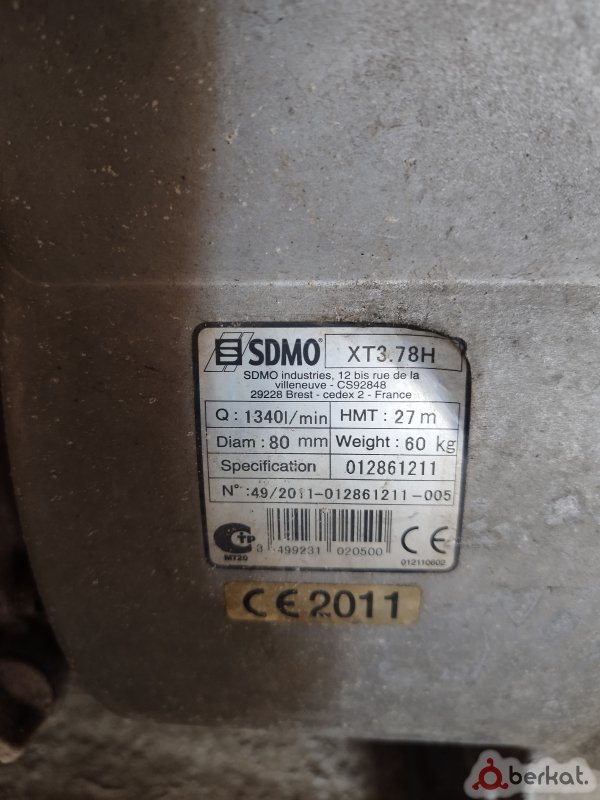 SDMO® XT3.78H
SDMO industries, 12 bis rue de la
villeneuve - CS92848
29228 Brest - cedex 2 - France
Q : 1340l/min HMT : 27 m
Diam : 80 mm Weight : 60 kg
Specification 012861211
N° :49/2011-012861211-005
3 499231 020500
M720
012110602
CE 2011
berkat.